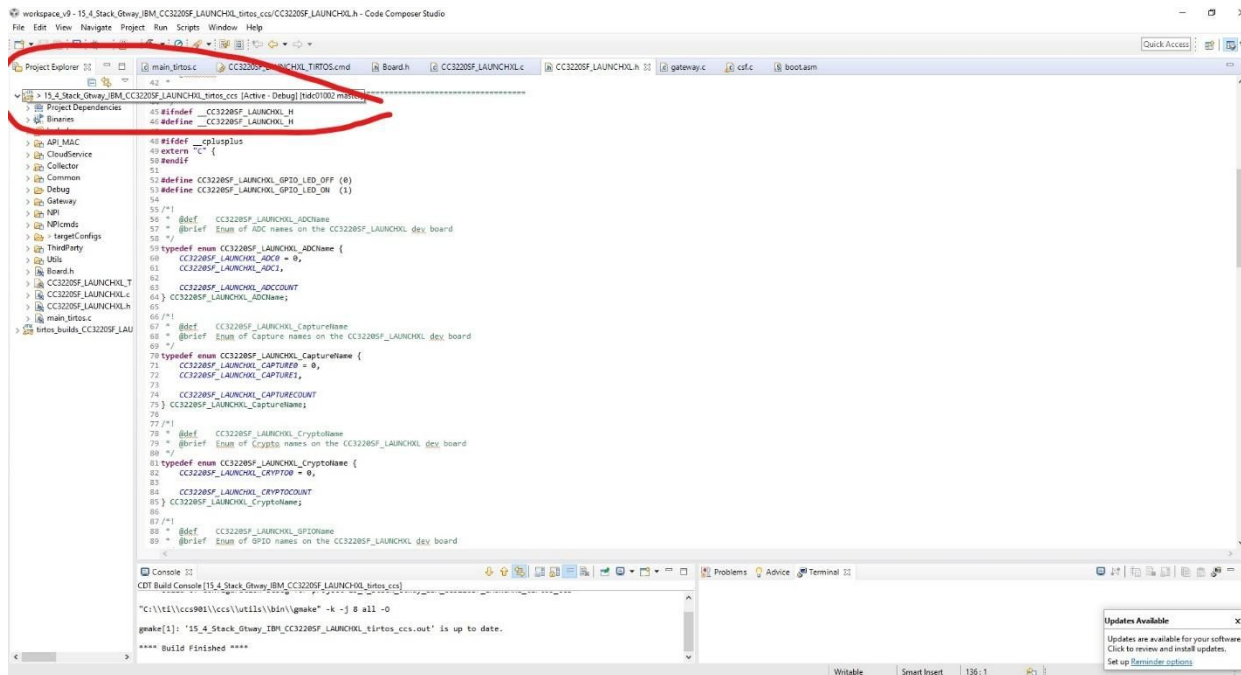 workspace_v9 - 15_4_Stack_Gtway_IBM_CC3220SF_LAUNCHXL_tirtos_ccs/CC3220SF_LAUNCHXL.h - Code Composer Studio
File Edit View Navigate Project Run Scripts Window Help
Quick Access
Project Explorer
main_tirtos.c
CC3220SF_LAUNCHXL_TIRTOS.cmd
Board.h
CC3220SF_LAUNCHXL.c
CC3220SF_LAUNCHXL.h
gateway.c
csf.c
boot.asm
> 15_4_Stack_Gtway_IBM_CC3220SF_LAUNCHXL_tirtos_ccs [Active - Debug]
Project Dependencies
Binaries
API_MAC
CloudService
Collector
Common
Debug
Gateway
NPI
NPIcmds
> targetConfigs
ThirdParty
Utils
Board.h
CC3220SF_LAUNCHXL_T
CC3220SF_LAUNCHXL.c
CC3220SF_LAUNCHXL.h
main_tirtos.c
tirtos_builds_CC3220SF_LAU
42 *
45 #ifndef __CC3220SF_LAUNCHXL_H
46 #define __CC3220SF_LAUNCHXL_H
48 #ifdef __cplusplus
49 extern "C" {
50 #endif
51
52 #define CC3220SF_LAUNCHXL_GPIO_LED_OFF (0)
53 #define CC3220SF_LAUNCHXL_GPIO_LED_ON (1)
54
55 /*!
56 * @def CC3220SF_LAUNCHXL_ADCName
57 * @brief Enum of ADC names on the CC3220SF_LAUNCHXL dev board
58 */
59 typedef enum CC3220SF_LAUNCHXL_ADCName {
60 CC3220SF_LAUNCHXL_ADC0 = 0,
61 CC3220SF_LAUNCHXL_ADC1,
62
63 CC3220SF_LAUNCHXL_ADCCOUNT
64 } CC3220SF_LAUNCHXL_ADCName;
65
66 /*!
67 * @def CC3220SF_LAUNCHXL_CaptureName
68 * @brief Enum of Capture names on the CC3220SF_LAUNCHXL dev board
69 */
70 typedef enum CC3220SF_LAUNCHXL_CaptureName {
71 CC3220SF_LAUNCHXL_CAPTURE0 = 0,
72 CC3220SF_LAUNCHXL_CAPTURE1,
73
74 CC3220SF_LAUNCHXL_CAPTURECOUNT
75 } CC3220SF_LAUNCHXL_CaptureName;
76
77 /*!
78 * @def CC3220SF_LAUNCHXL_CryptoName
79 * @brief Enum of Crypto names on the CC3220SF_LAUNCHXL dev board
80 */
81 typedef enum CC3220SF_LAUNCHXL_CryptoName {
82 CC3220SF_LAUNCHXL_CRYPTO0 = 0,
83
84 CC3220SF_LAUNCHXL_CRYPTOCOUNT
85 } CC3220SF_LAUNCHXL_CryptoName;
86
87 /*!
88 * @def CC3220SF_LAUNCHXL_GPIOName
89 * @brief Enum of GPIO names on the CC3220SF_LAUNCHXL dev board
Console
Problems
Advice
Terminal
CDT Build Console [15_4_Stack_Gtway_IBM_CC3220SF_LAUNCHXL_tirtos_ccs]
"C:\\ti\\ccs901\\ccs\\utils\\bin\\gmake" -k -j 8 all -O
gmake[1]: '15_4_Stack_Gtway_IBM_CC3220SF_LAUNCHXL_tirtos_ccs.out' is up to date.
**** Build Finished ****
Updates Available
Updates are available for your software.
Click to review and install updates.
Set up Reminder options
Writable
Smart Insert
136 : 1